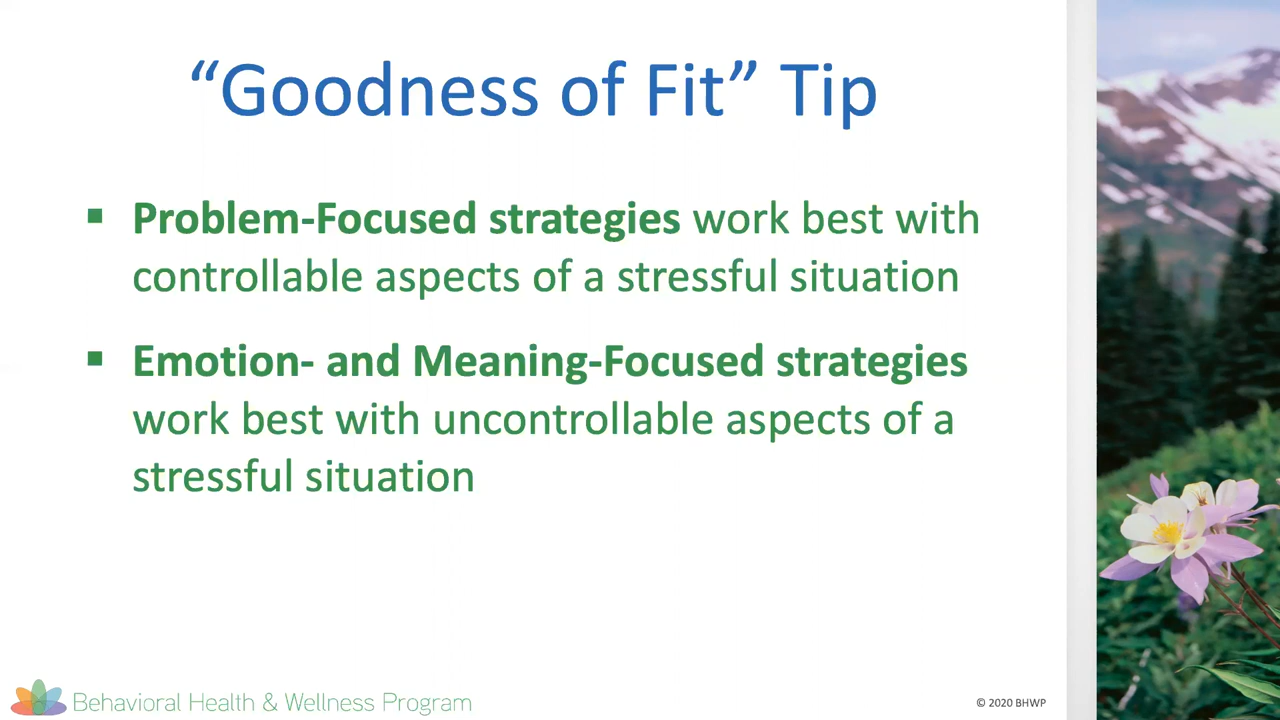 “Goodness of Fit” Tip
▪ Problem-Focused strategies work best with
controllable aspects of a stressful situation
▪ Emotion- and Meaning-Focused strategies
work best with uncontrollable aspects of a
stressful situation
Behavioral Health & Wellness Program
© 2020 BHWP